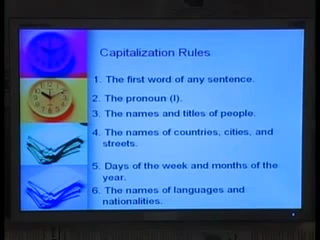 Capitalization Rules
1. The first word of any sentence.
2. The pronoun (I).
3. The names and titles of people.
4. The names of countries, cities, and
streets.
5. Days of the week and months of the
year.
6. The names of languages and
nationalities.